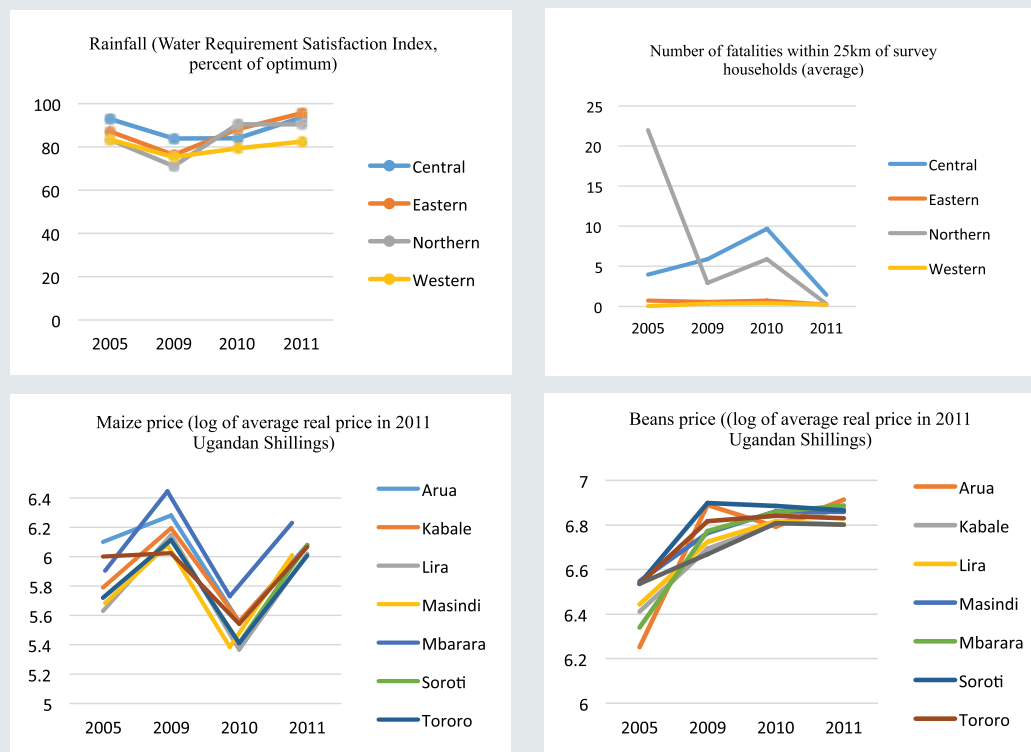 Rainfall (Water Requirement Satisfaction Index,
percent of optimum)
100
80
60
40
20
0
2005 2009 2010 2011
Central
Eastern
Northern
Western
Number of fatalities within 25km of survey
households (average)
25
20
15
10
5
0
2005 2009 2010 2011
Central
Eastern
Northern
Western
Maize price (log of average real price in 2011
Ugandan Shillings)
6.4
6.2
6
5.8
5.6
5.4
5.2
5
2005 2009 2010 2011
Arua
Kabale
Lira
Masindi
Mbarara
Soroti
Tororo
Beans price ((log of average real price in 2011
Ugandan Shillings)
7
6.8
6.6
6.4
6.2
6
2005 2009 2010 2011
Arua
Kabale
Lira
Masindi
Mbarara
Soroti
Tororo